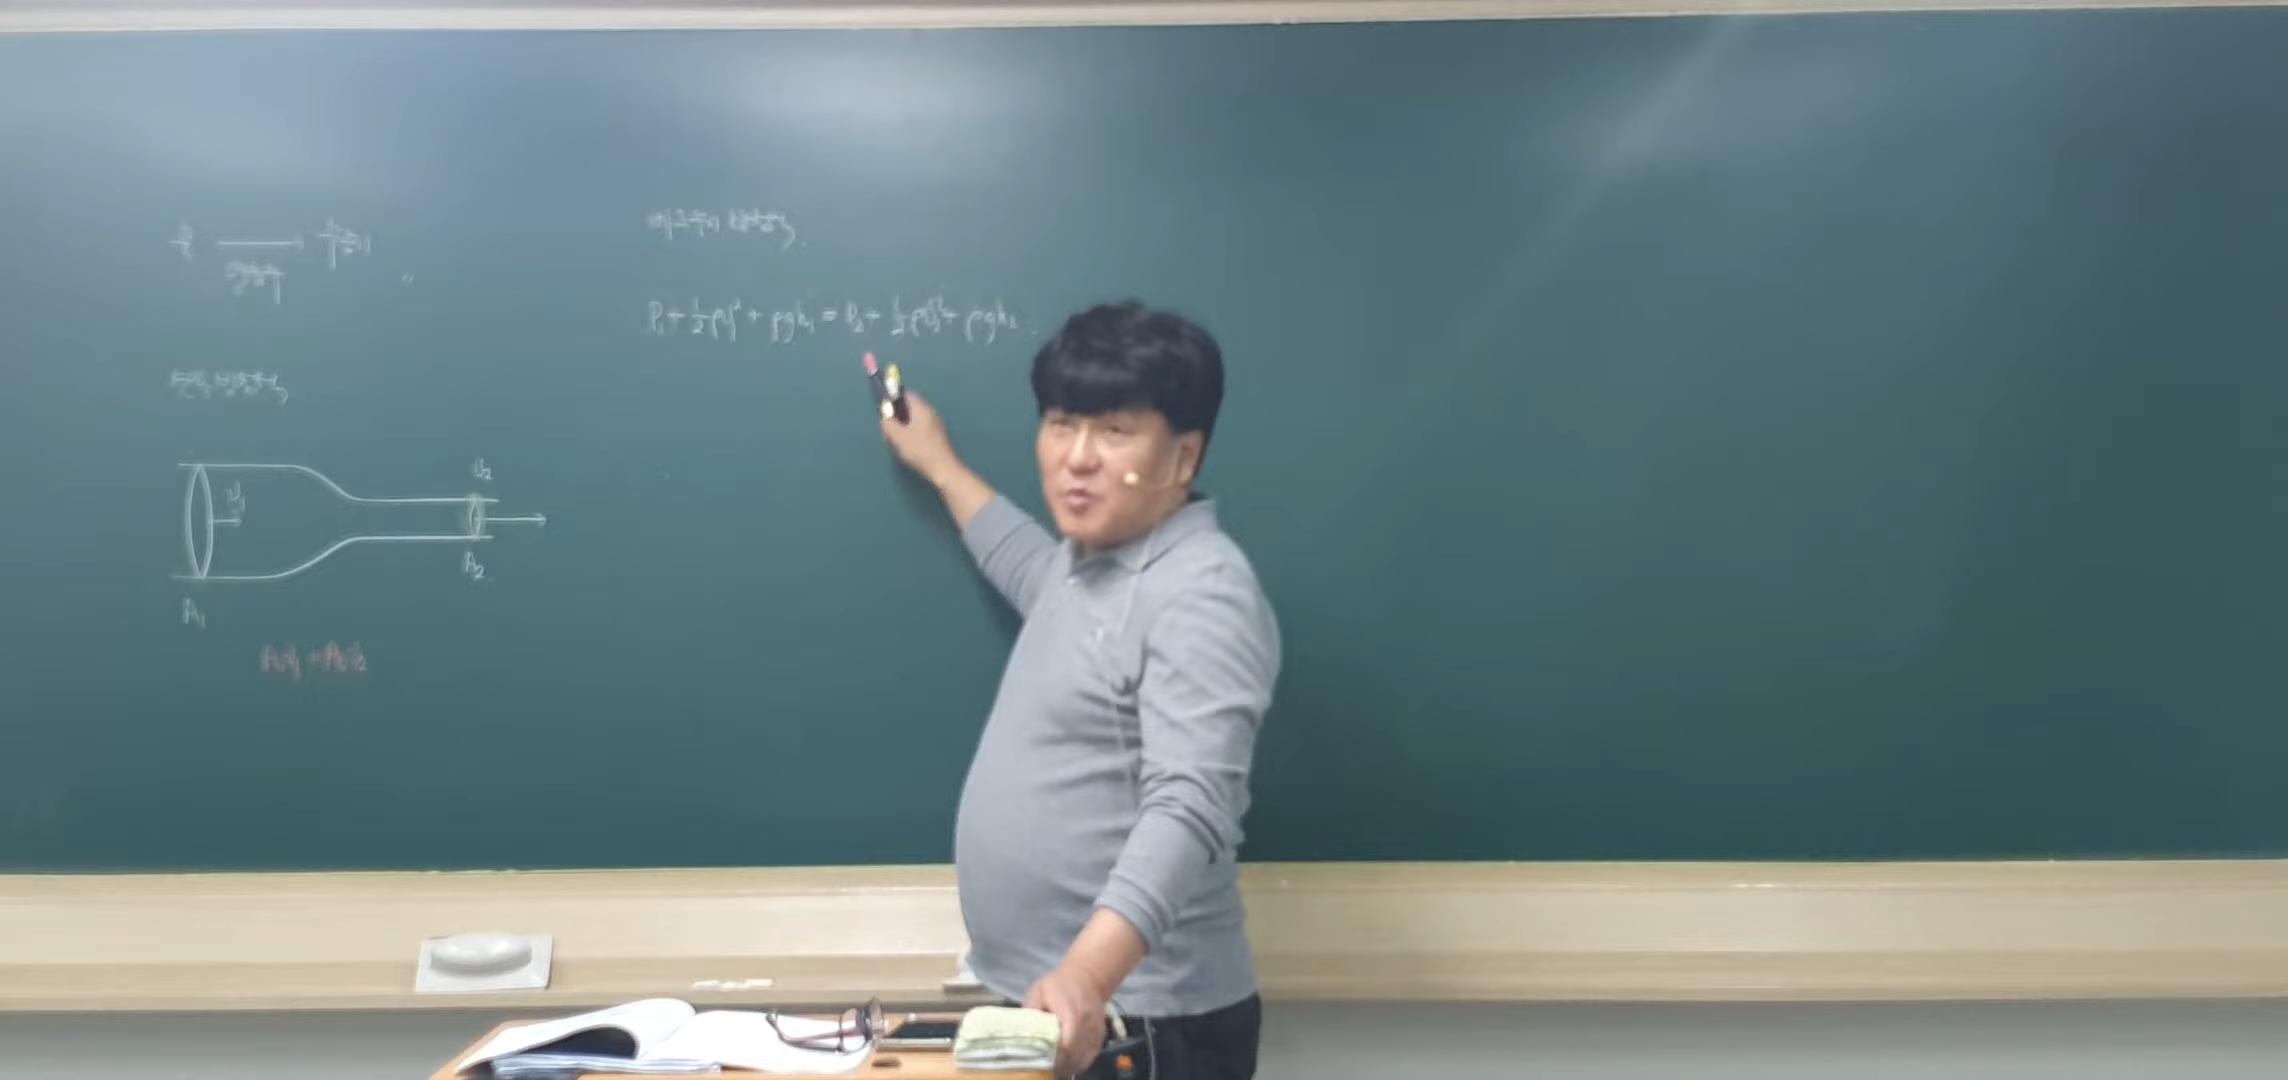 연속방정식
v₁
v₂
A₂
A₁
A₁v₁ = A₂v₂
베르누이 방정식
P₁ + ½ρv₁² + ρgh₁ = P₂ + ½ρv₂² + ρgh₂